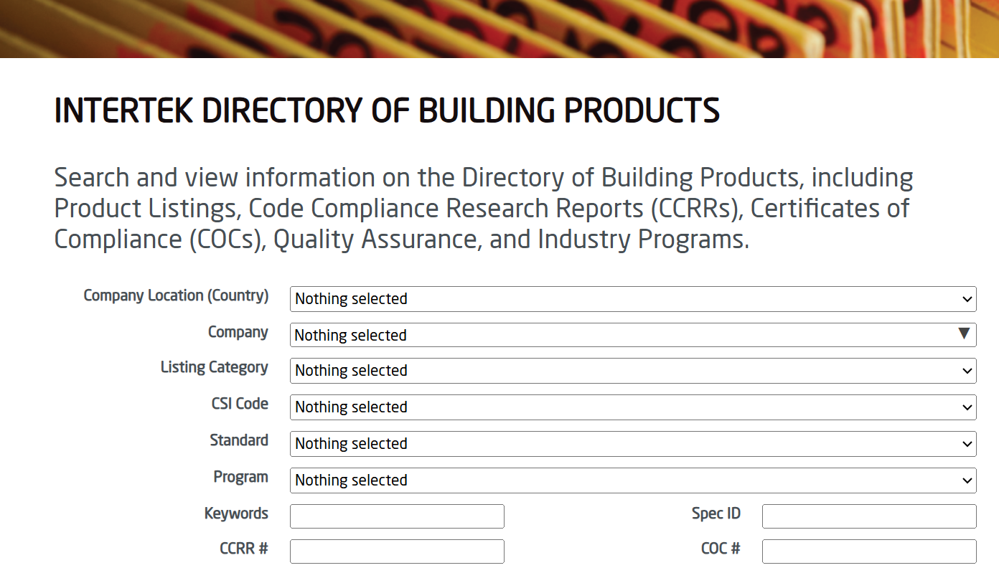 INTERTEK DIRECTORY OF BUILDING PRODUCTS
Search and view information on the Directory of Building Products, including
Product Listings, Code Compliance Research Reports (CCRRs), Certificates of
Compliance (COCs), Quality Assurance, and Industry Programs.
Company Location (Country) Nothing selected
Company Nothing selected
Listing Category Nothing selected
CSI Code Nothing selected
Standard Nothing selected
Program Nothing selected
Keywords Spec ID
CCRR # COC #